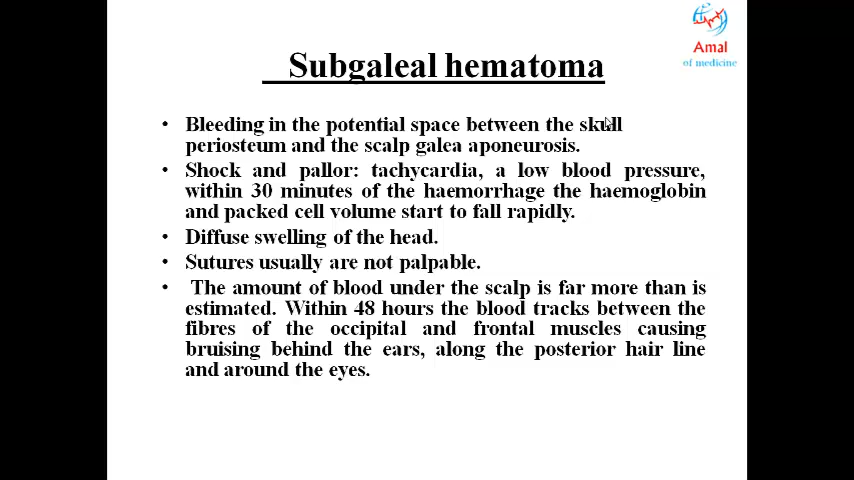 Amal
of medicine
Subgaleal hematoma
• Bleeding in the potential space between the skull
periosteum and the scalp galea aponeurosis.
• Shock and pallor: tachycardia, a low blood pressure,
within 30 minutes of the haemorrhage the haemoglobin
and packed cell volume start to fall rapidly.
• Diffuse swelling of the head.
• Sutures usually are not palpable.
• The amount of blood under the scalp is far more than is
estimated. Within 48 hours the blood tracks between the
fibres of the occipital and frontal muscles causing
bruising behind the ears, along the posterior hair line
and around the eyes.